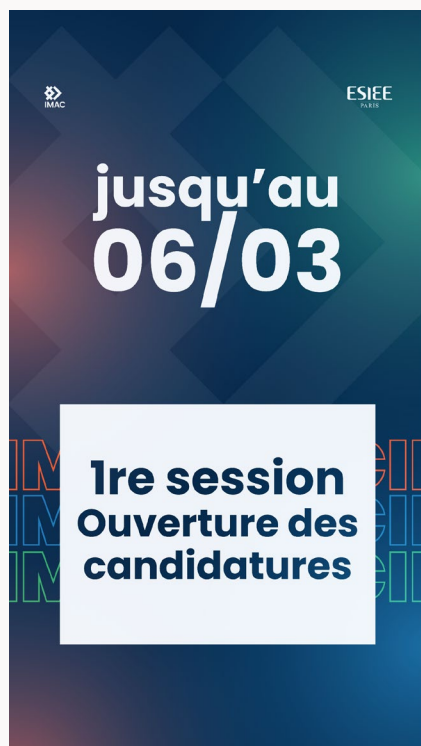 IMAC
ESIEE
PARIS
jusqu’au
06/03
1re session
Ouverture des
candidatures